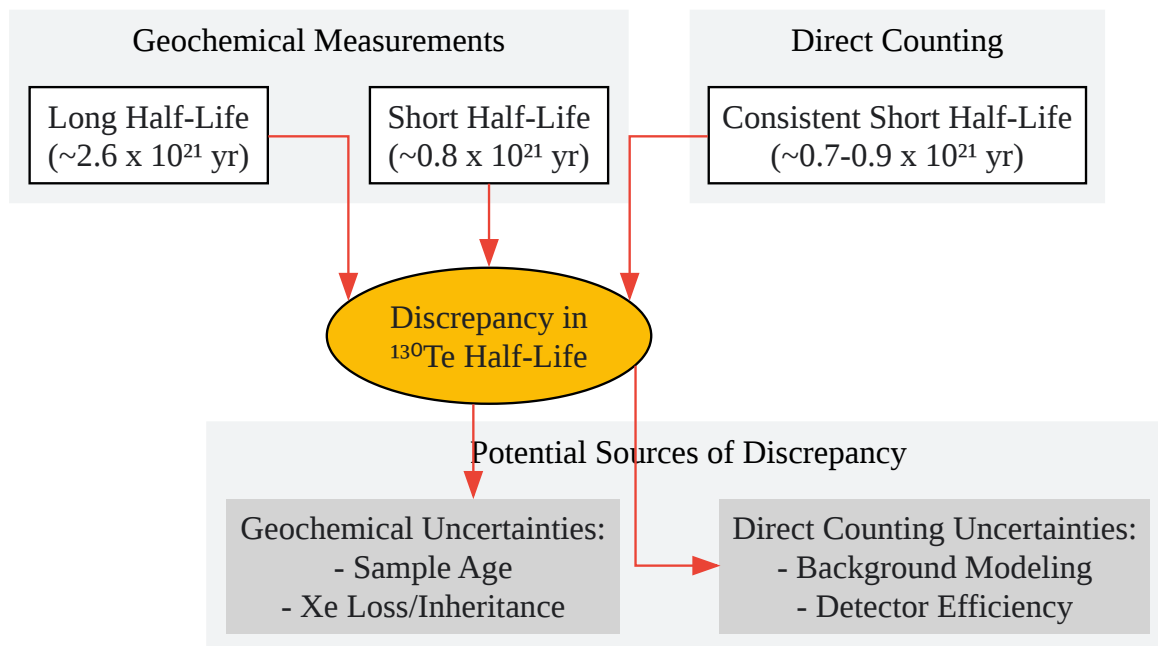 Geochemical Measurements
Direct Counting
Long Half-Life
(~2.6 x 10²¹ yr)
Short Half-Life
(~0.8 x 10²¹ yr)
Consistent Short Half-Life
(~0.7-0.9 x 10²¹ yr)
Discrepancy in
¹³⁰Te Half-Life
Potential Sources of Discrepancy
Geochemical Uncertainties:
- Sample Age
- Xe Loss/Inheritance
Direct Counting Uncertainties:
- Background Modeling
- Detector Efficiency